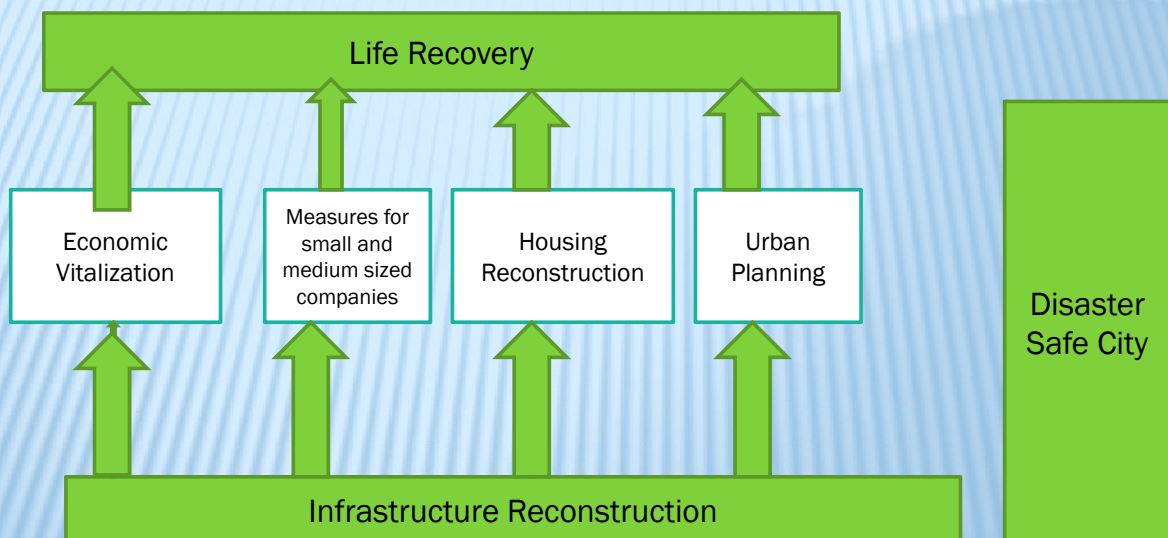 Life Recovery
Economic
Vitalization
Measures for
small and
medium sized
companies
Housing
Reconstruction
Urban
Planning
Disaster
Safe City
Infrastructure Reconstruction